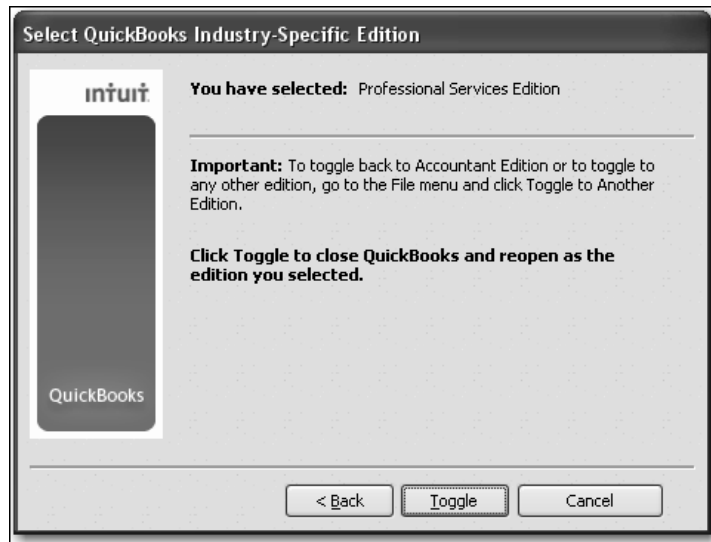 Select QuickBooks Industry-Specific Edition
intuit
You have selected: Professional Services Edition
Important: To toggle back to Accountant Edition or to toggle to
any other edition, go to the File menu and click Toggle to Another
Edition.
Click Toggle to close QuickBooks and reopen as the
edition you selected.
QuickBooks
< Back
Toggle
Cancel